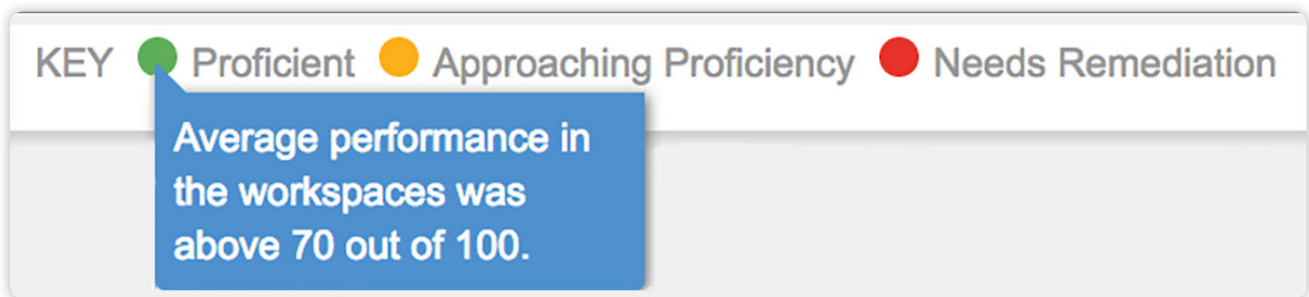 KEY Proficient Approaching Proficiency Needs Remediation
Average performance in
the workspaces was
above 70 out of 100.